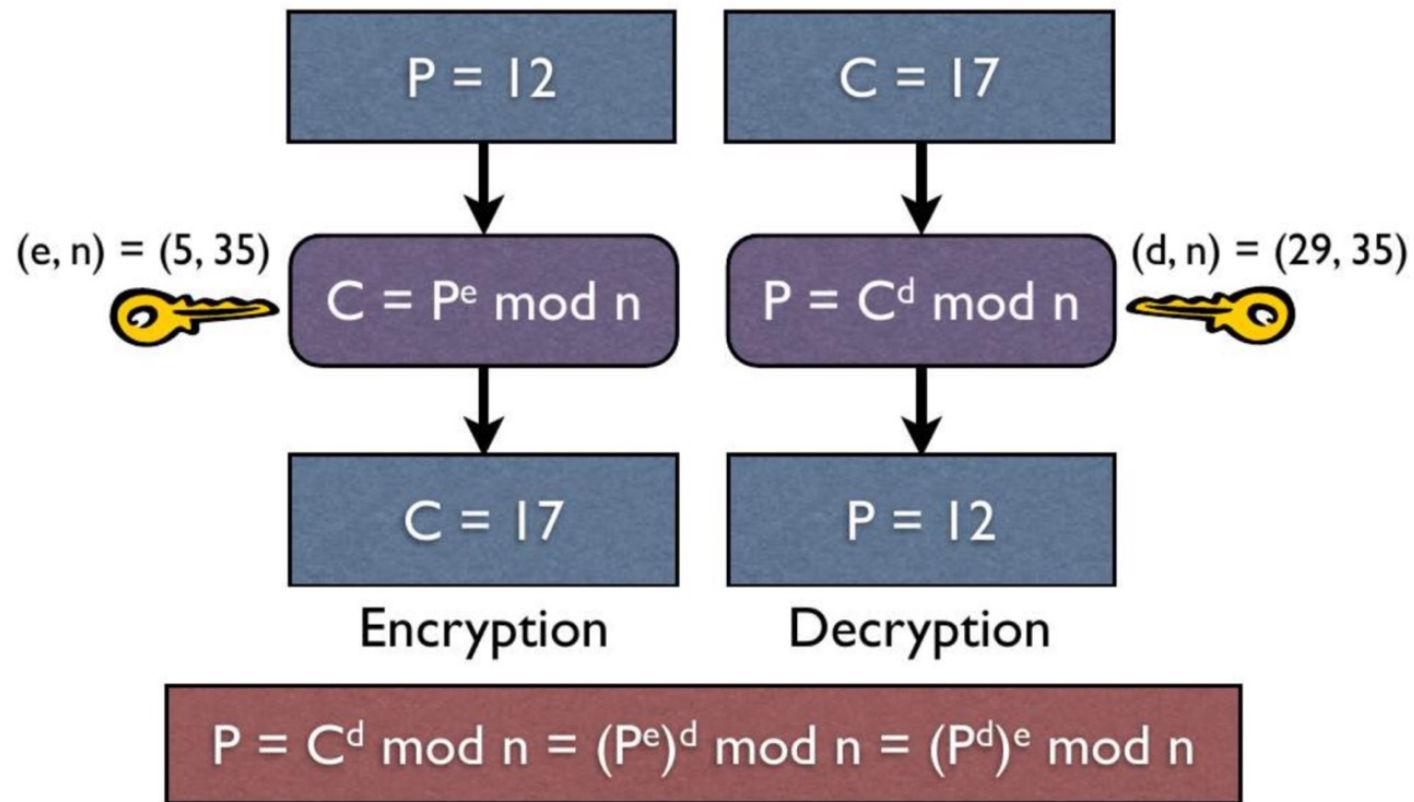 P = 12
C = 17
(e, n) = (5, 35)
C = Pᵉ mod n
P = Cᵈ mod n
(d, n) = (29, 35)
C = 17
P = 12
Encryption
Decryption
P = Cᵈ mod n = (Pᵉ)ᵈ mod n = (Pᵈ)ᵉ mod n